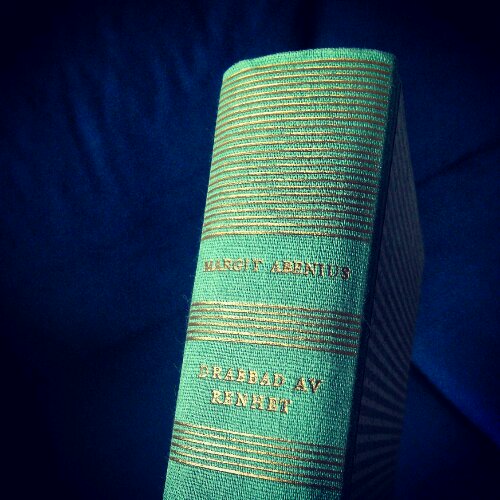 MARGIT ABENIUS
DRABBAD AV
RENHET